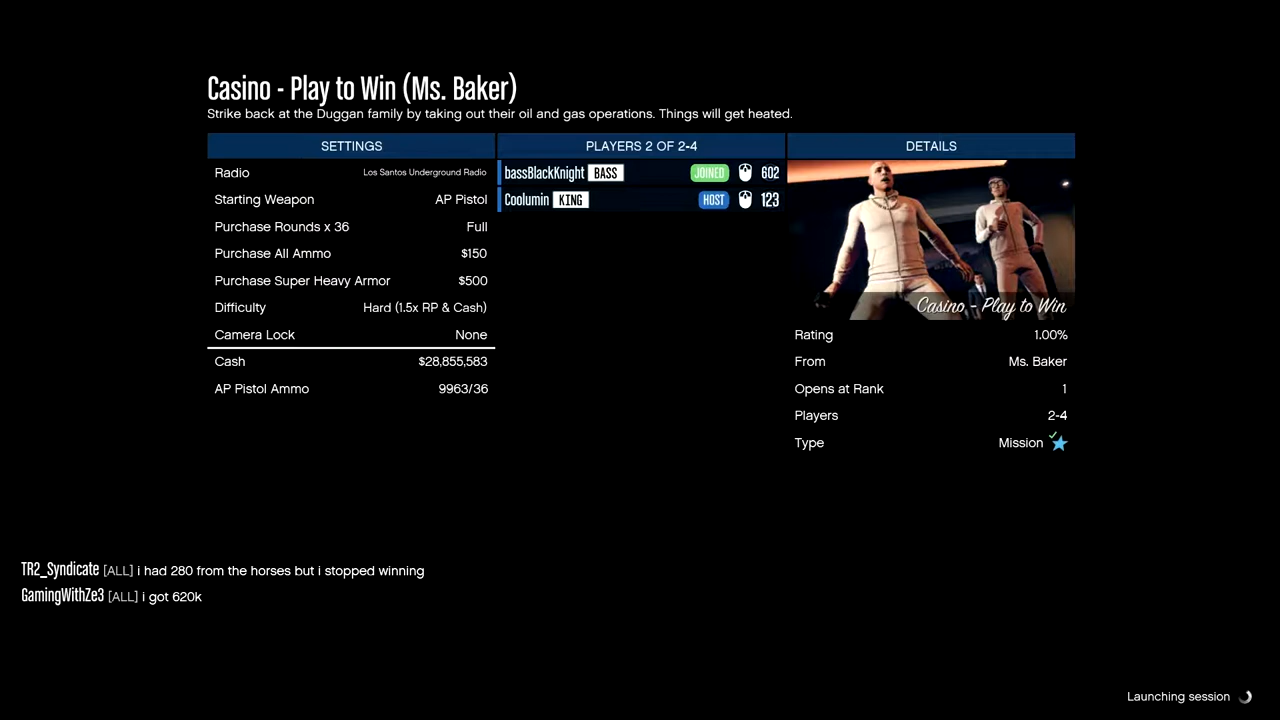 Casino - Play to Win (Ms. Baker)
Strike back at the Duggan family by taking out their oil and gas operations. Things will get heated.
SETTINGS
Radio Los Santos Underground Radio
Starting Weapon AP Pistol
Purchase Rounds x 36 Full
Purchase All Ammo $150
Purchase Super Heavy Armor $500
Difficulty Hard (1.5x RP & Cash)
Camera Lock None
Cash $28,855,583
AP Pistol Ammo 9963/36
PLAYERS 2 OF 2-4
bassBlackKnight BASS JOINED 602
Coolumin KING HOST 123
DETAILS
Casino - Play to Win
Rating 1.00%
From Ms. Baker
Opens at Rank 1
Players 2-4
Type Mission
TR2_Syndicate [ALL] i had 280 from the horses but i stopped winning
GamingWithZe3 [ALL] i got 620k
Launching session